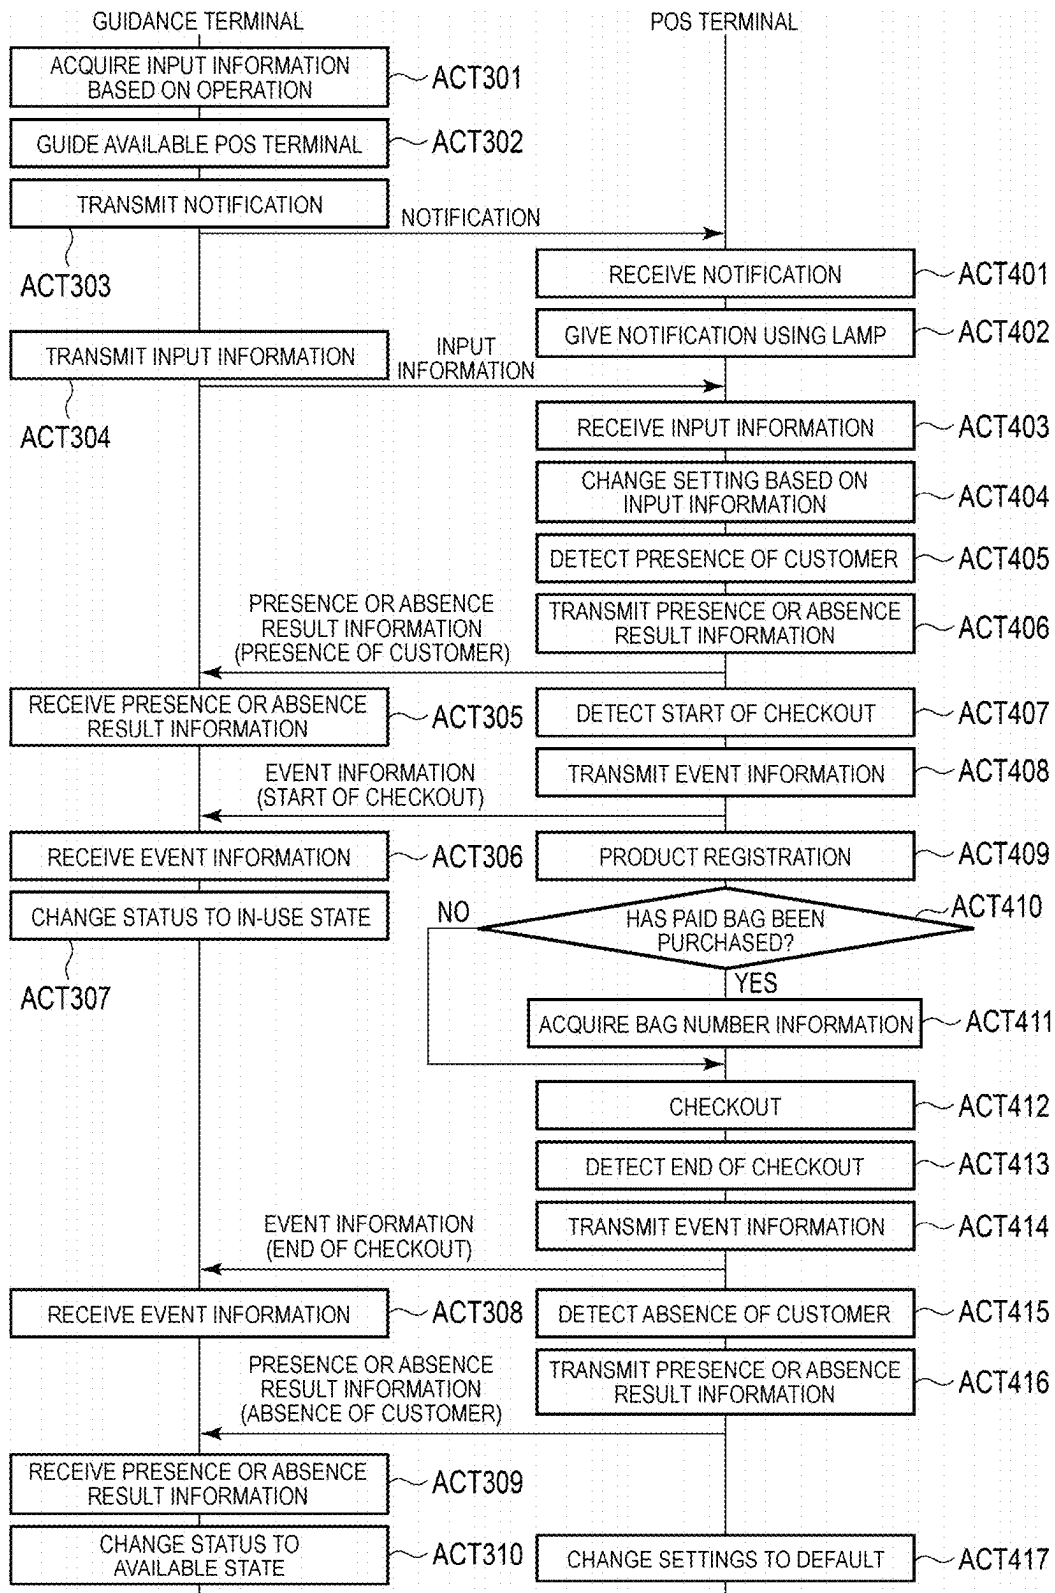 GUIDANCE TERMINAL
POS TERMINAL
ACQUIRE INPUT INFORMATION
BASED ON OPERATION
ACT301
GUIDE AVAILABLE POS TERMINAL
ACT302
TRANSMIT NOTIFICATION
NOTIFICATION
ACT303
RECEIVE NOTIFICATION
ACT401
GIVE NOTIFICATION USING LAMP
ACT402
TRANSMIT INPUT INFORMATION
INPUT
INFORMATION
ACT304
RECEIVE INPUT INFORMATION
ACT403
CHANGE SETTING BASED ON
INPUT INFORMATION
ACT404
DETECT PRESENCE OF CUSTOMER
ACT405
PRESENCE OR ABSENCE
RESULT INFORMATION
(PRESENCE OF CUSTOMER)
TRANSMIT PRESENCE OR ABSENCE
RESULT INFORMATION
ACT406
RECEIVE PRESENCE OR ABSENCE
RESULT INFORMATION
ACT305
DETECT START OF CHECKOUT
ACT407
EVENT INFORMATION
(START OF CHECKOUT)
TRANSMIT EVENT INFORMATION
ACT408
RECEIVE EVENT INFORMATION
ACT306
PRODUCT REGISTRATION
ACT409
CHANGE STATUS TO IN-USE STATE
ACT307
NO
HAS PAID BAG BEEN
PURCHASED?
ACT410
YES
ACQUIRE BAG NUMBER INFORMATION
ACT411
CHECKOUT
ACT412
DETECT END OF CHECKOUT
ACT413
EVENT INFORMATION
(END OF CHECKOUT)
TRANSMIT EVENT INFORMATION
ACT414
RECEIVE EVENT INFORMATION
ACT308
DETECT ABSENCE OF CUSTOMER
ACT415
PRESENCE OR ABSENCE
RESULT INFORMATION
(ABSENCE OF CUSTOMER)
TRANSMIT PRESENCE OR ABSENCE
RESULT INFORMATION
ACT416
RECEIVE PRESENCE OR ABSENCE
RESULT INFORMATION
ACT309
CHANGE STATUS TO
AVAILABLE STATE
ACT310
CHANGE SETTINGS TO DEFAULT
ACT417